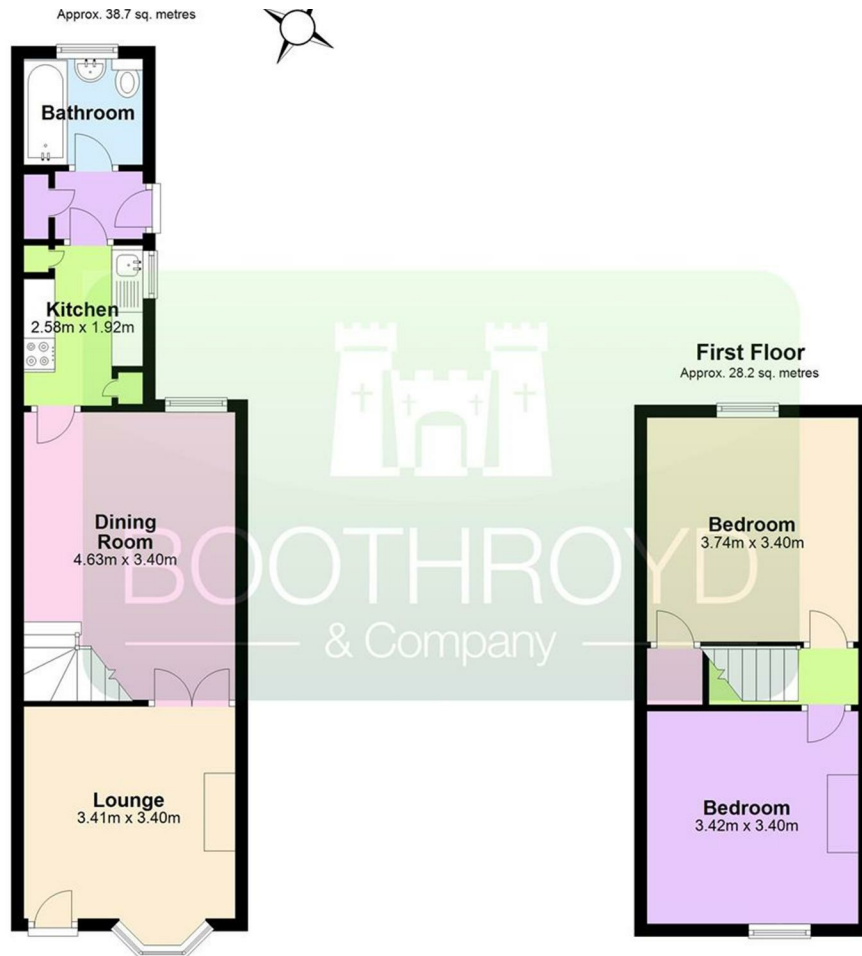 Approx. 38.7 sq. metres
Bathroom
Kitchen
2.58m x 1.92m
Dining
Room
4.63m x 3.40m
Lounge
3.41m x 3.40m
BOOTHROYD
& Company
First Floor
Approx. 28.2 sq. metres
Bedroom
3.74m x 3.40m
Bedroom
3.42m x 3.40m